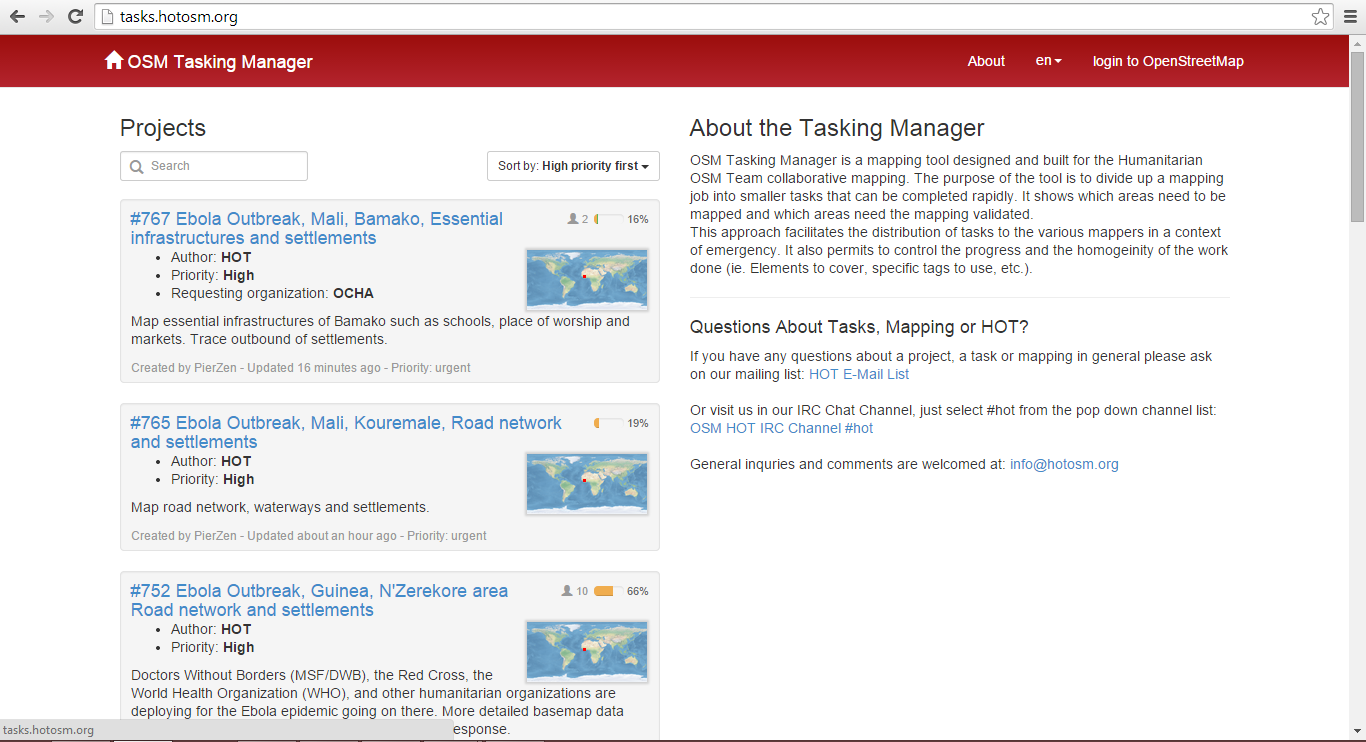 tasks.hotosm.org
OSM Tasking Manager
About
en
login to OpenStreetMap
Projects
Search
Sort by: High priority first
#767 Ebola Outbreak, Mali, Bamako, Essential
infrastructures and settlements
2
16%
Author: HOT
Priority: High
Requesting organization: OCHA
Map essential infrastructures of Bamako such as schools, place of worship and
markets. Trace outbound of settlements.
Created by PierZen - Updated 16 minutes ago - Priority: urgent
#765 Ebola Outbreak, Mali, Kouremale, Road network
and settlements
19%
Author: HOT
Priority: High
Map road network, waterways and settlements.
Created by PierZen - Updated about an hour ago - Priority: urgent
#752 Ebola Outbreak, Guinea, N'Zerekore area
Road network and settlements
10
66%
Author: HOT
Priority: High
Doctors Without Borders (MSF/DWB), the Red Cross, the
World Health Organization (WHO), and other humanitarian organizations are
deploying for the Ebola epidemic going on there. More detailed basemap data
esponse.
About the Tasking Manager
OSM Tasking Manager is a mapping tool designed and built for the Humanitarian
OSM Team collaborative mapping. The purpose of the tool is to divide up a mapping
job into smaller tasks that can be completed rapidly. It shows which areas need to be
mapped and which areas need the mapping validated.
This approach facilitates the distribution of tasks to the various mappers in a context
of emergency. It also permits to control the progress and the homogeinity of the work
done (ie. Elements to cover, specific tags to use, etc.).
Questions About Tasks, Mapping or HOT?
If you have any questions about a project, a task or mapping in general please ask
on our mailing list: HOT E-Mail List
Or visit us in our IRC Chat Channel, just select #hot from the pop down channel list:
OSM HOT IRC Channel #hot
General inquries and comments are welcomed at: info@hotosm.org
tasks.hotosm.org